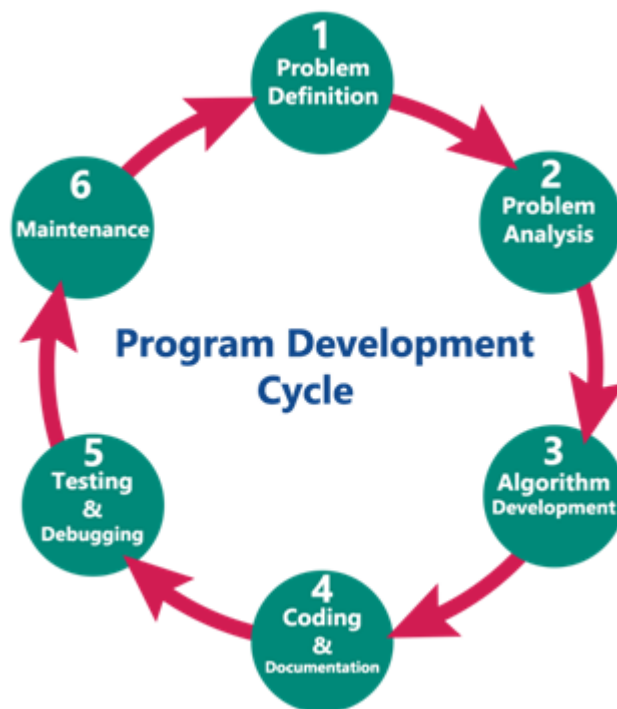 1
Problem
Definition
2
Problem
Analysis
3
Algorithm
Development
4
Coding
&
Documentation
5
Testing
&
Debugging
6
Maintenance
Program Development
Cycle